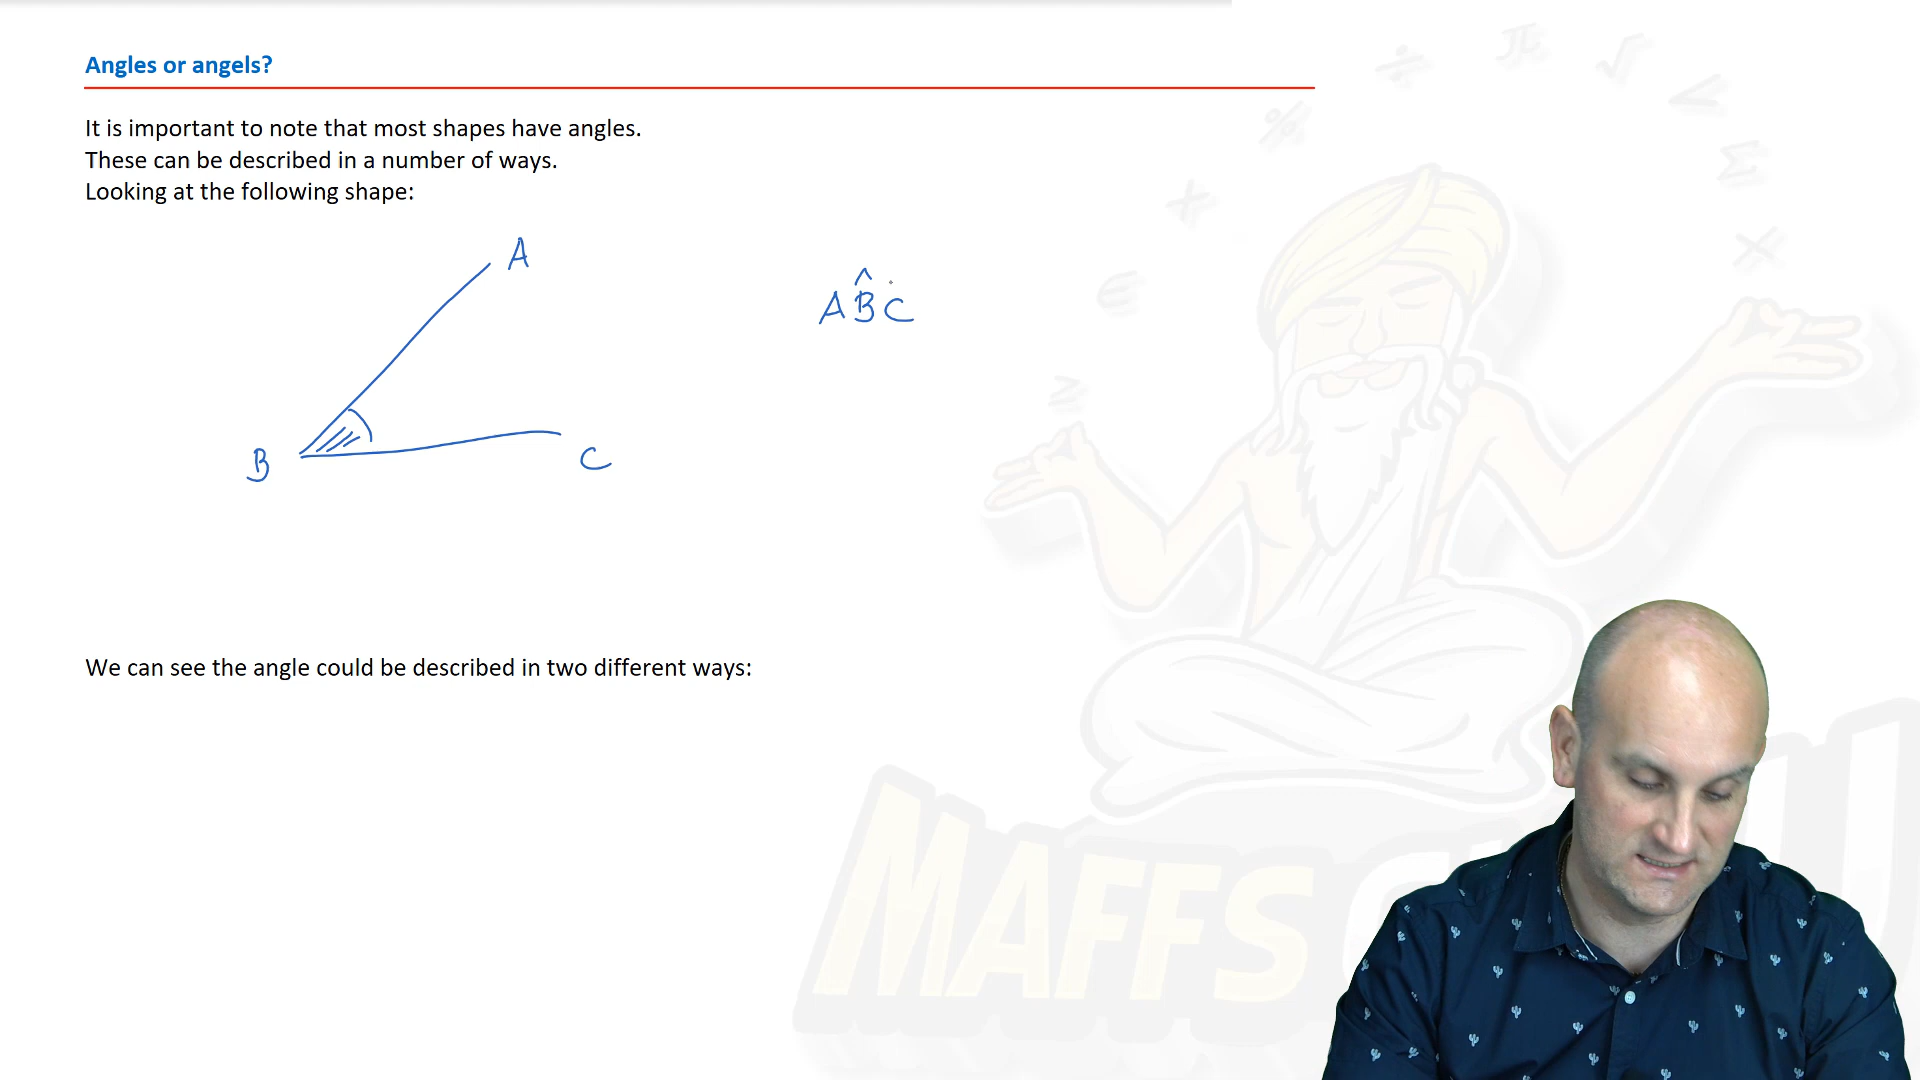 Angles or angels?
It is important to note that most shapes have angles.
These can be described in a number of ways.
Looking at the following shape:
A
AB̂C
B
C
We can see the angle could be described in two different ways:
MAFFS